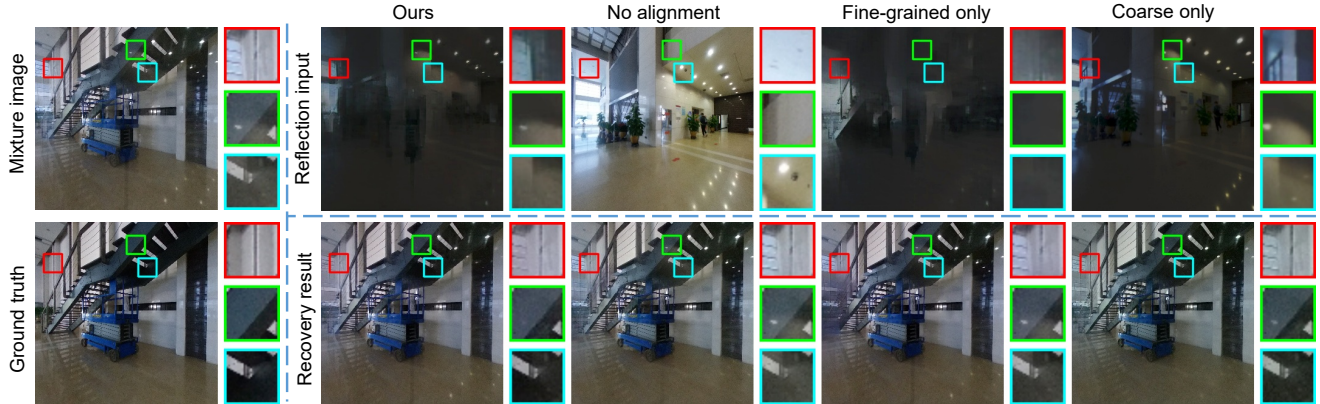 Ours
No alignment
Fine-grained only
Coarse only
Mixture image
Reflection input
Ground truth
Recovery result